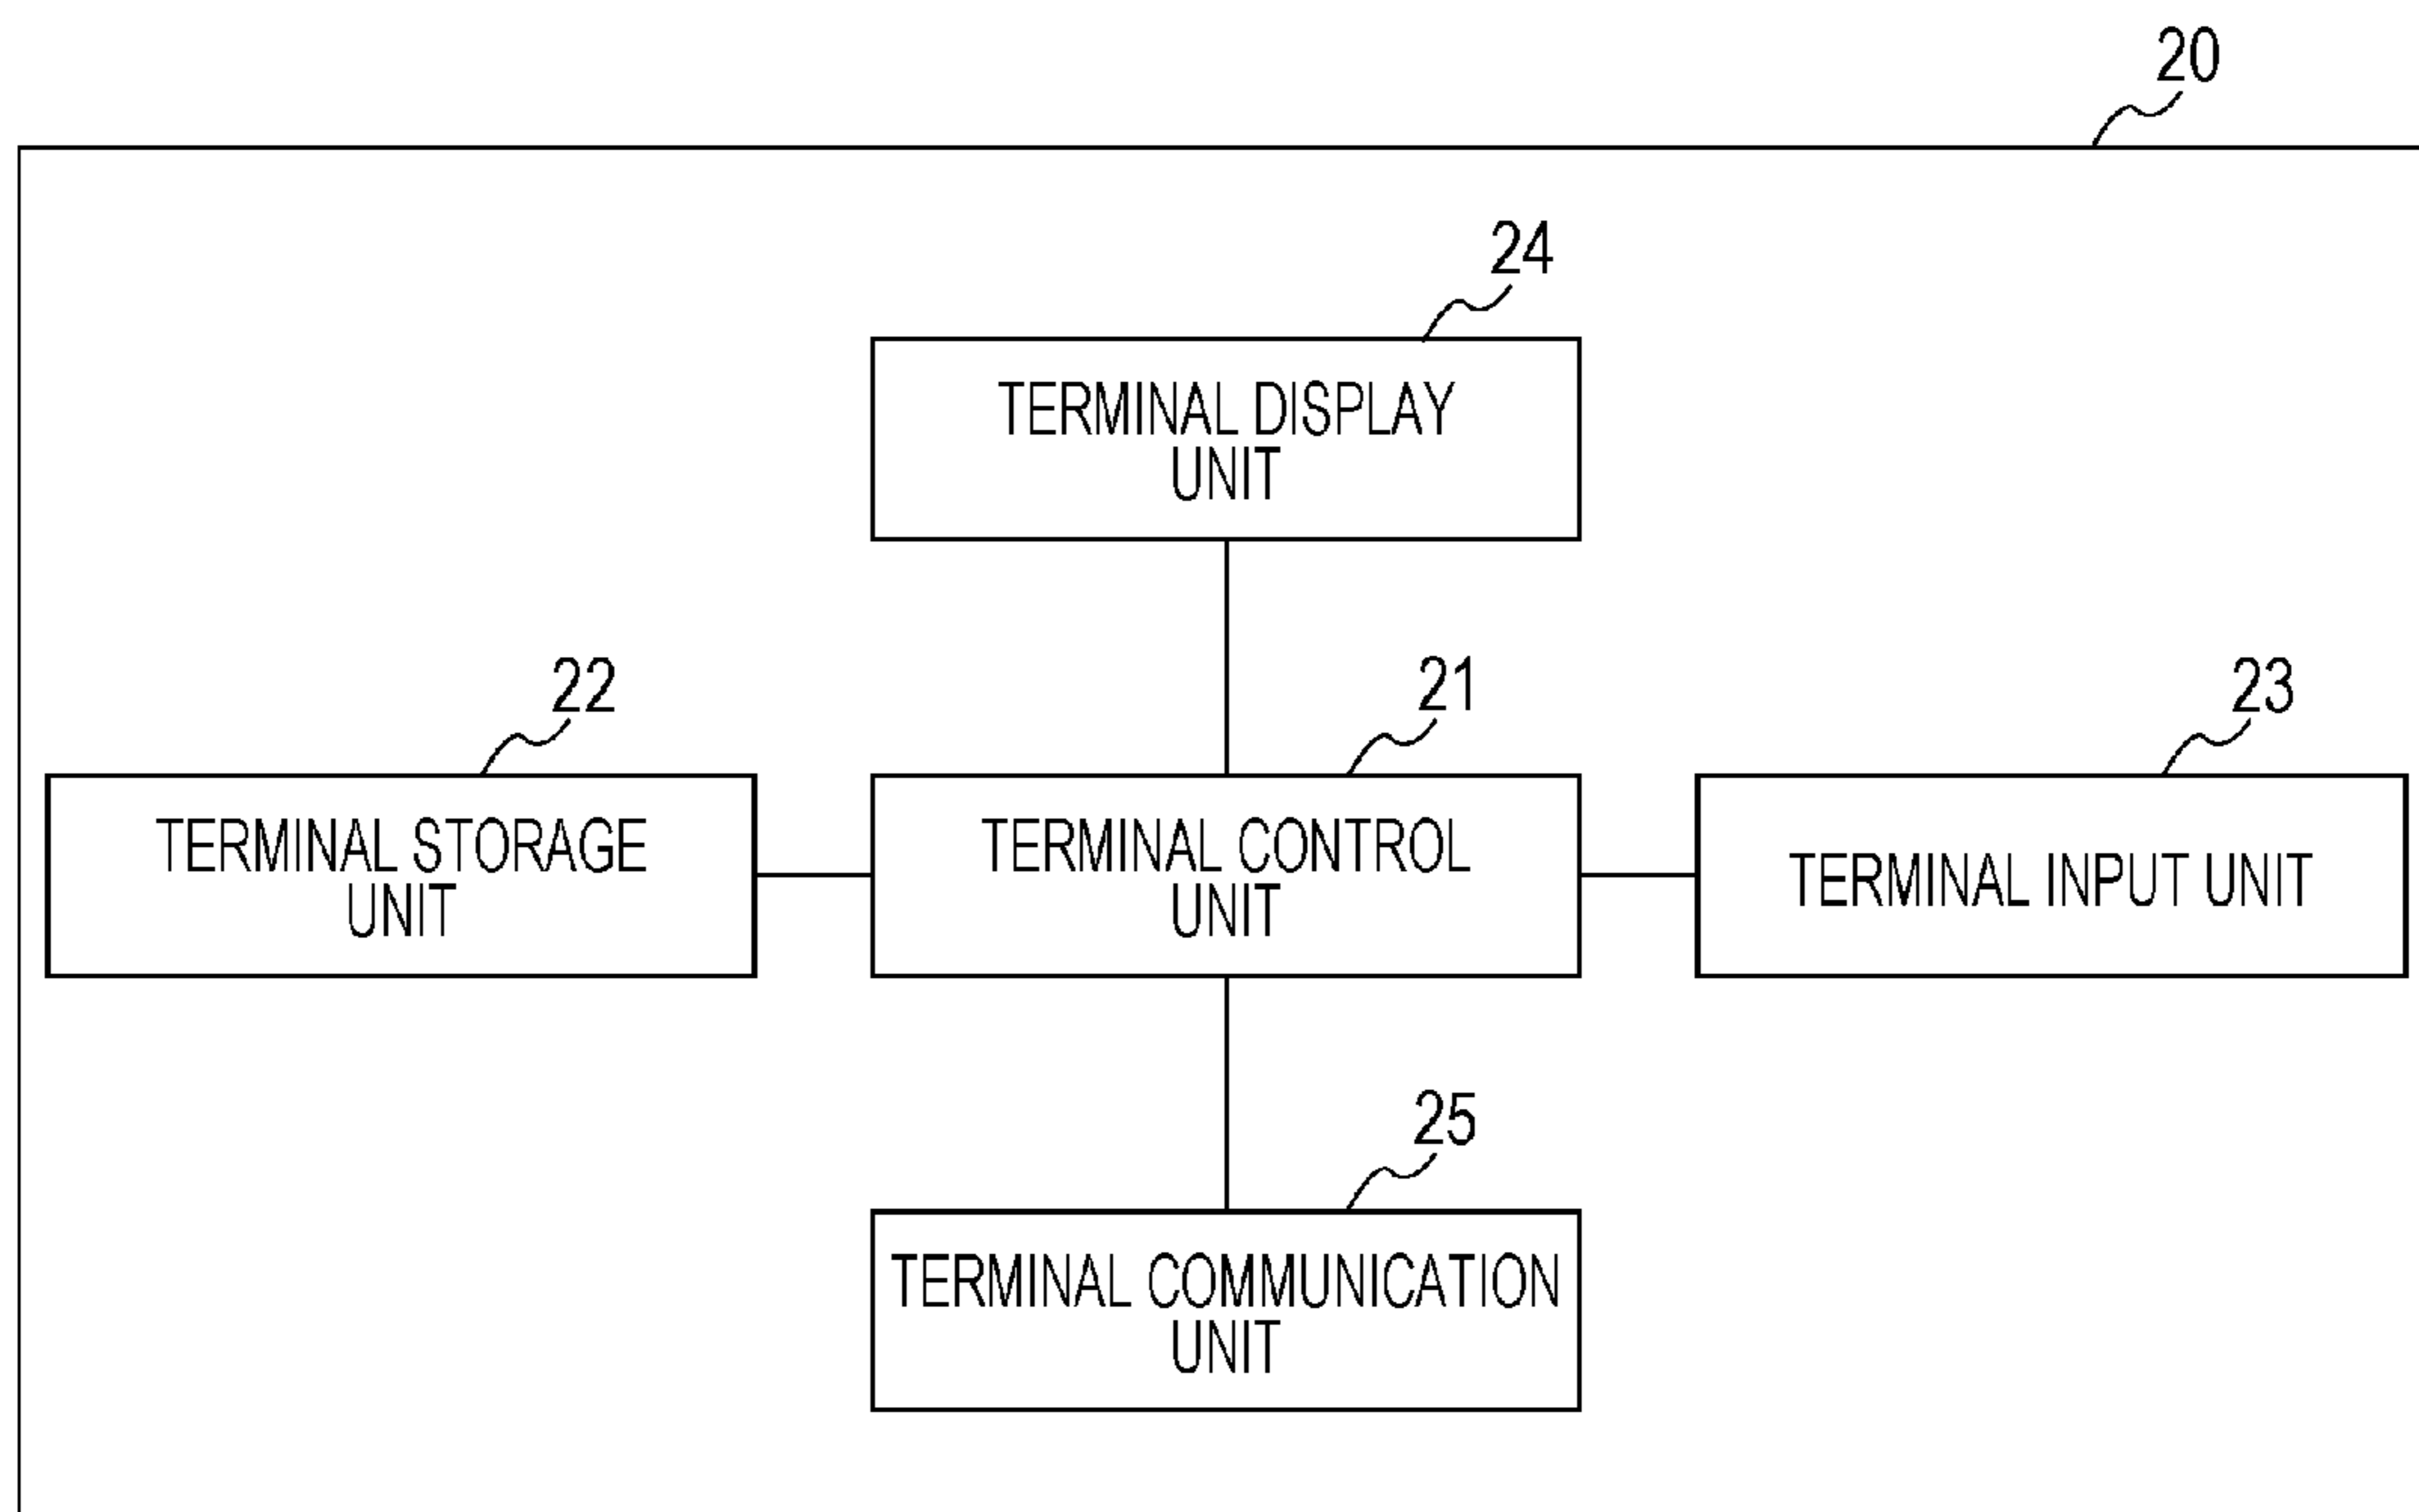 20
24
TERMINAL DISPLAY
UNIT
22
21
23
TERMINAL STORAGE
UNIT
TERMINAL CONTROL
UNIT
TERMINAL INPUT UNIT
25
TERMINAL COMMUNICATION
UNIT